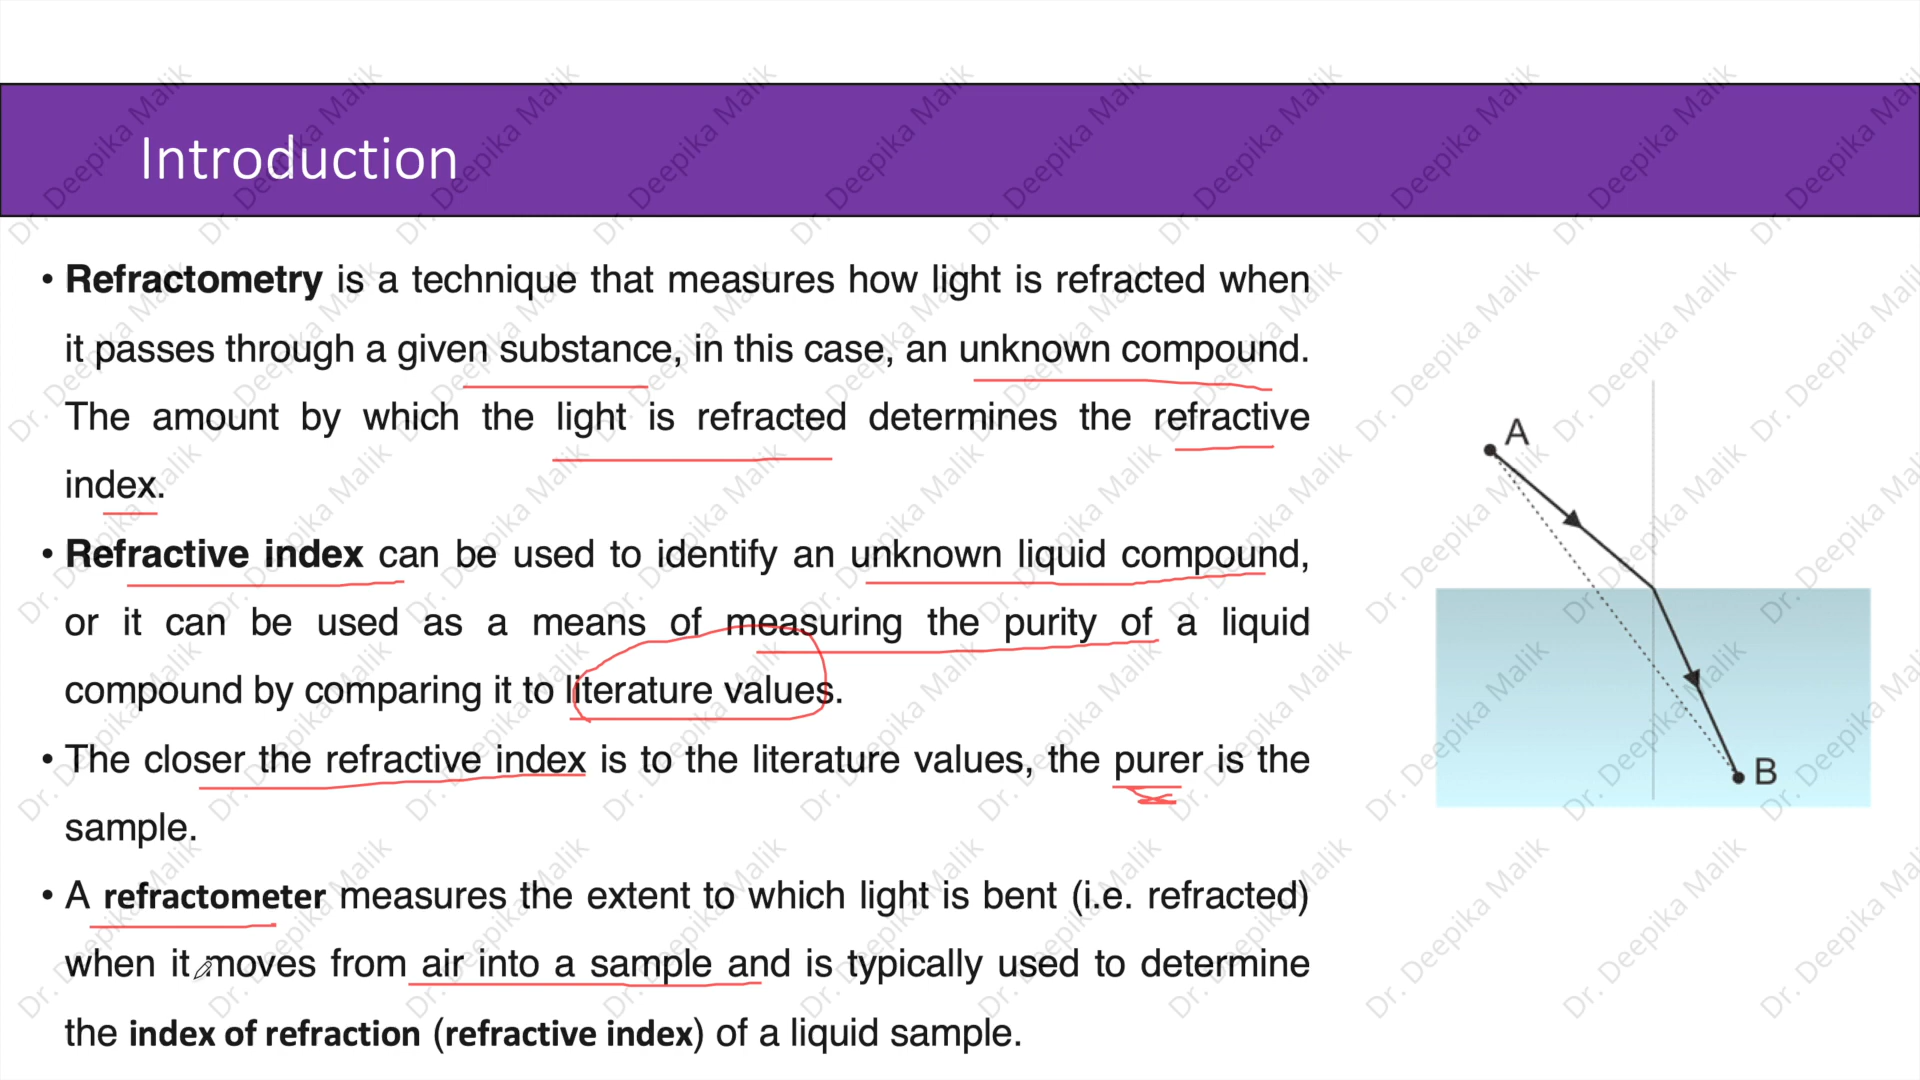 Introduction
• Refractometry is a technique that measures how light is refracted when
it passes through a given substance, in this case, an unknown compound.
The amount by which the light is refracted determines the refractive
index.
• Refractive index can be used to identify an unknown liquid compound,
or it can be used as a means of measuring the purity of a liquid
compound by comparing it to literature values.
• The closer the refractive index is to the literature values, the purer is the
sample.
• A refractometer measures the extent to which light is bent (i.e. refracted)
when it moves from air into a sample and is typically used to determine
the index of refraction (refractive index) of a liquid sample.
A
B
Dr. Deepika Malik